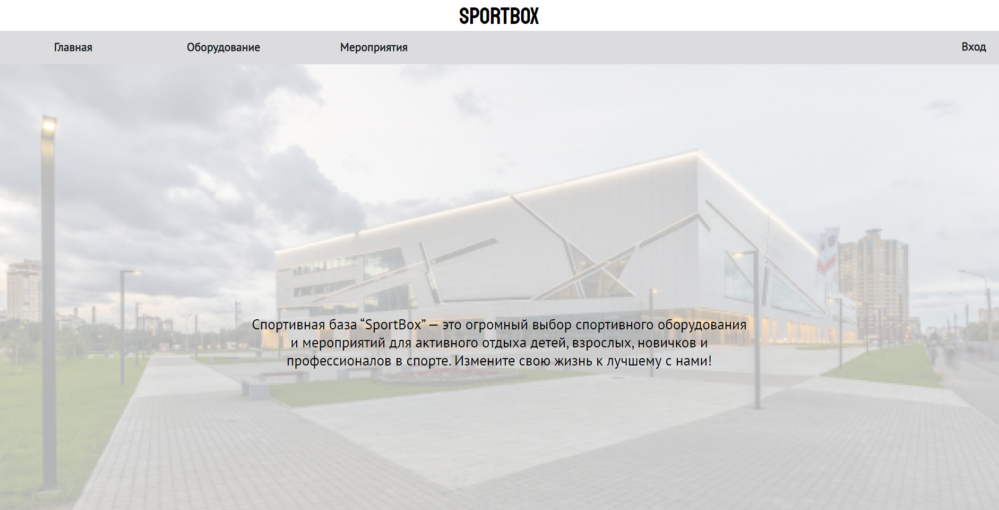 SPORTBOX
Главная Оборудование Мероприятия Вход
Спортивная база “SportBox” – это огромный выбор спортивного оборудования
и мероприятий для активного отдыха детей, взрослых, новичков и
профессионалов в спорте. Измените свою жизнь к лучшему с нами!